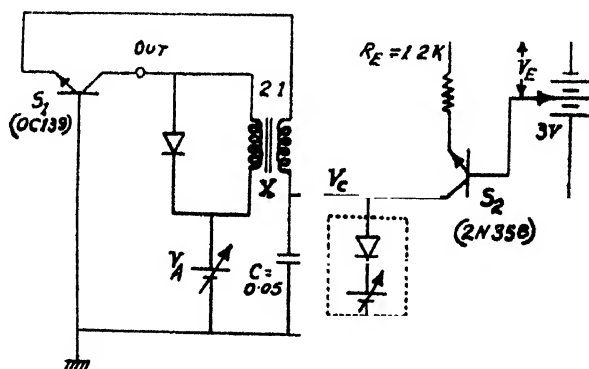 OUT
S1
(OC139)
2 1
VA
C =
0.05
RE = 1 2K
VE
3V
VC
S2
(2N358)